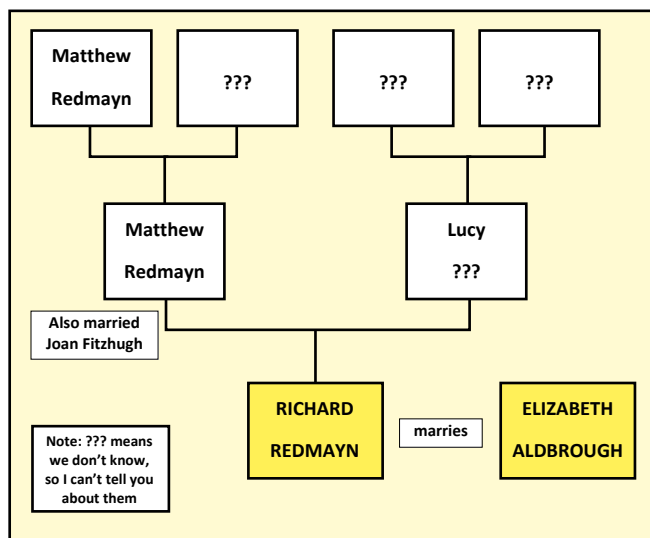 Matthew
Redmayn
???
???
???
Matthew
Redmayn
Lucy
???
Also married
Joan Fitzhugh
RICHARD
REDMAYN
marries
ELIZABETH
ALDBROUGH
Note: ??? means
we don’t know,
so I can’t tell you
about them